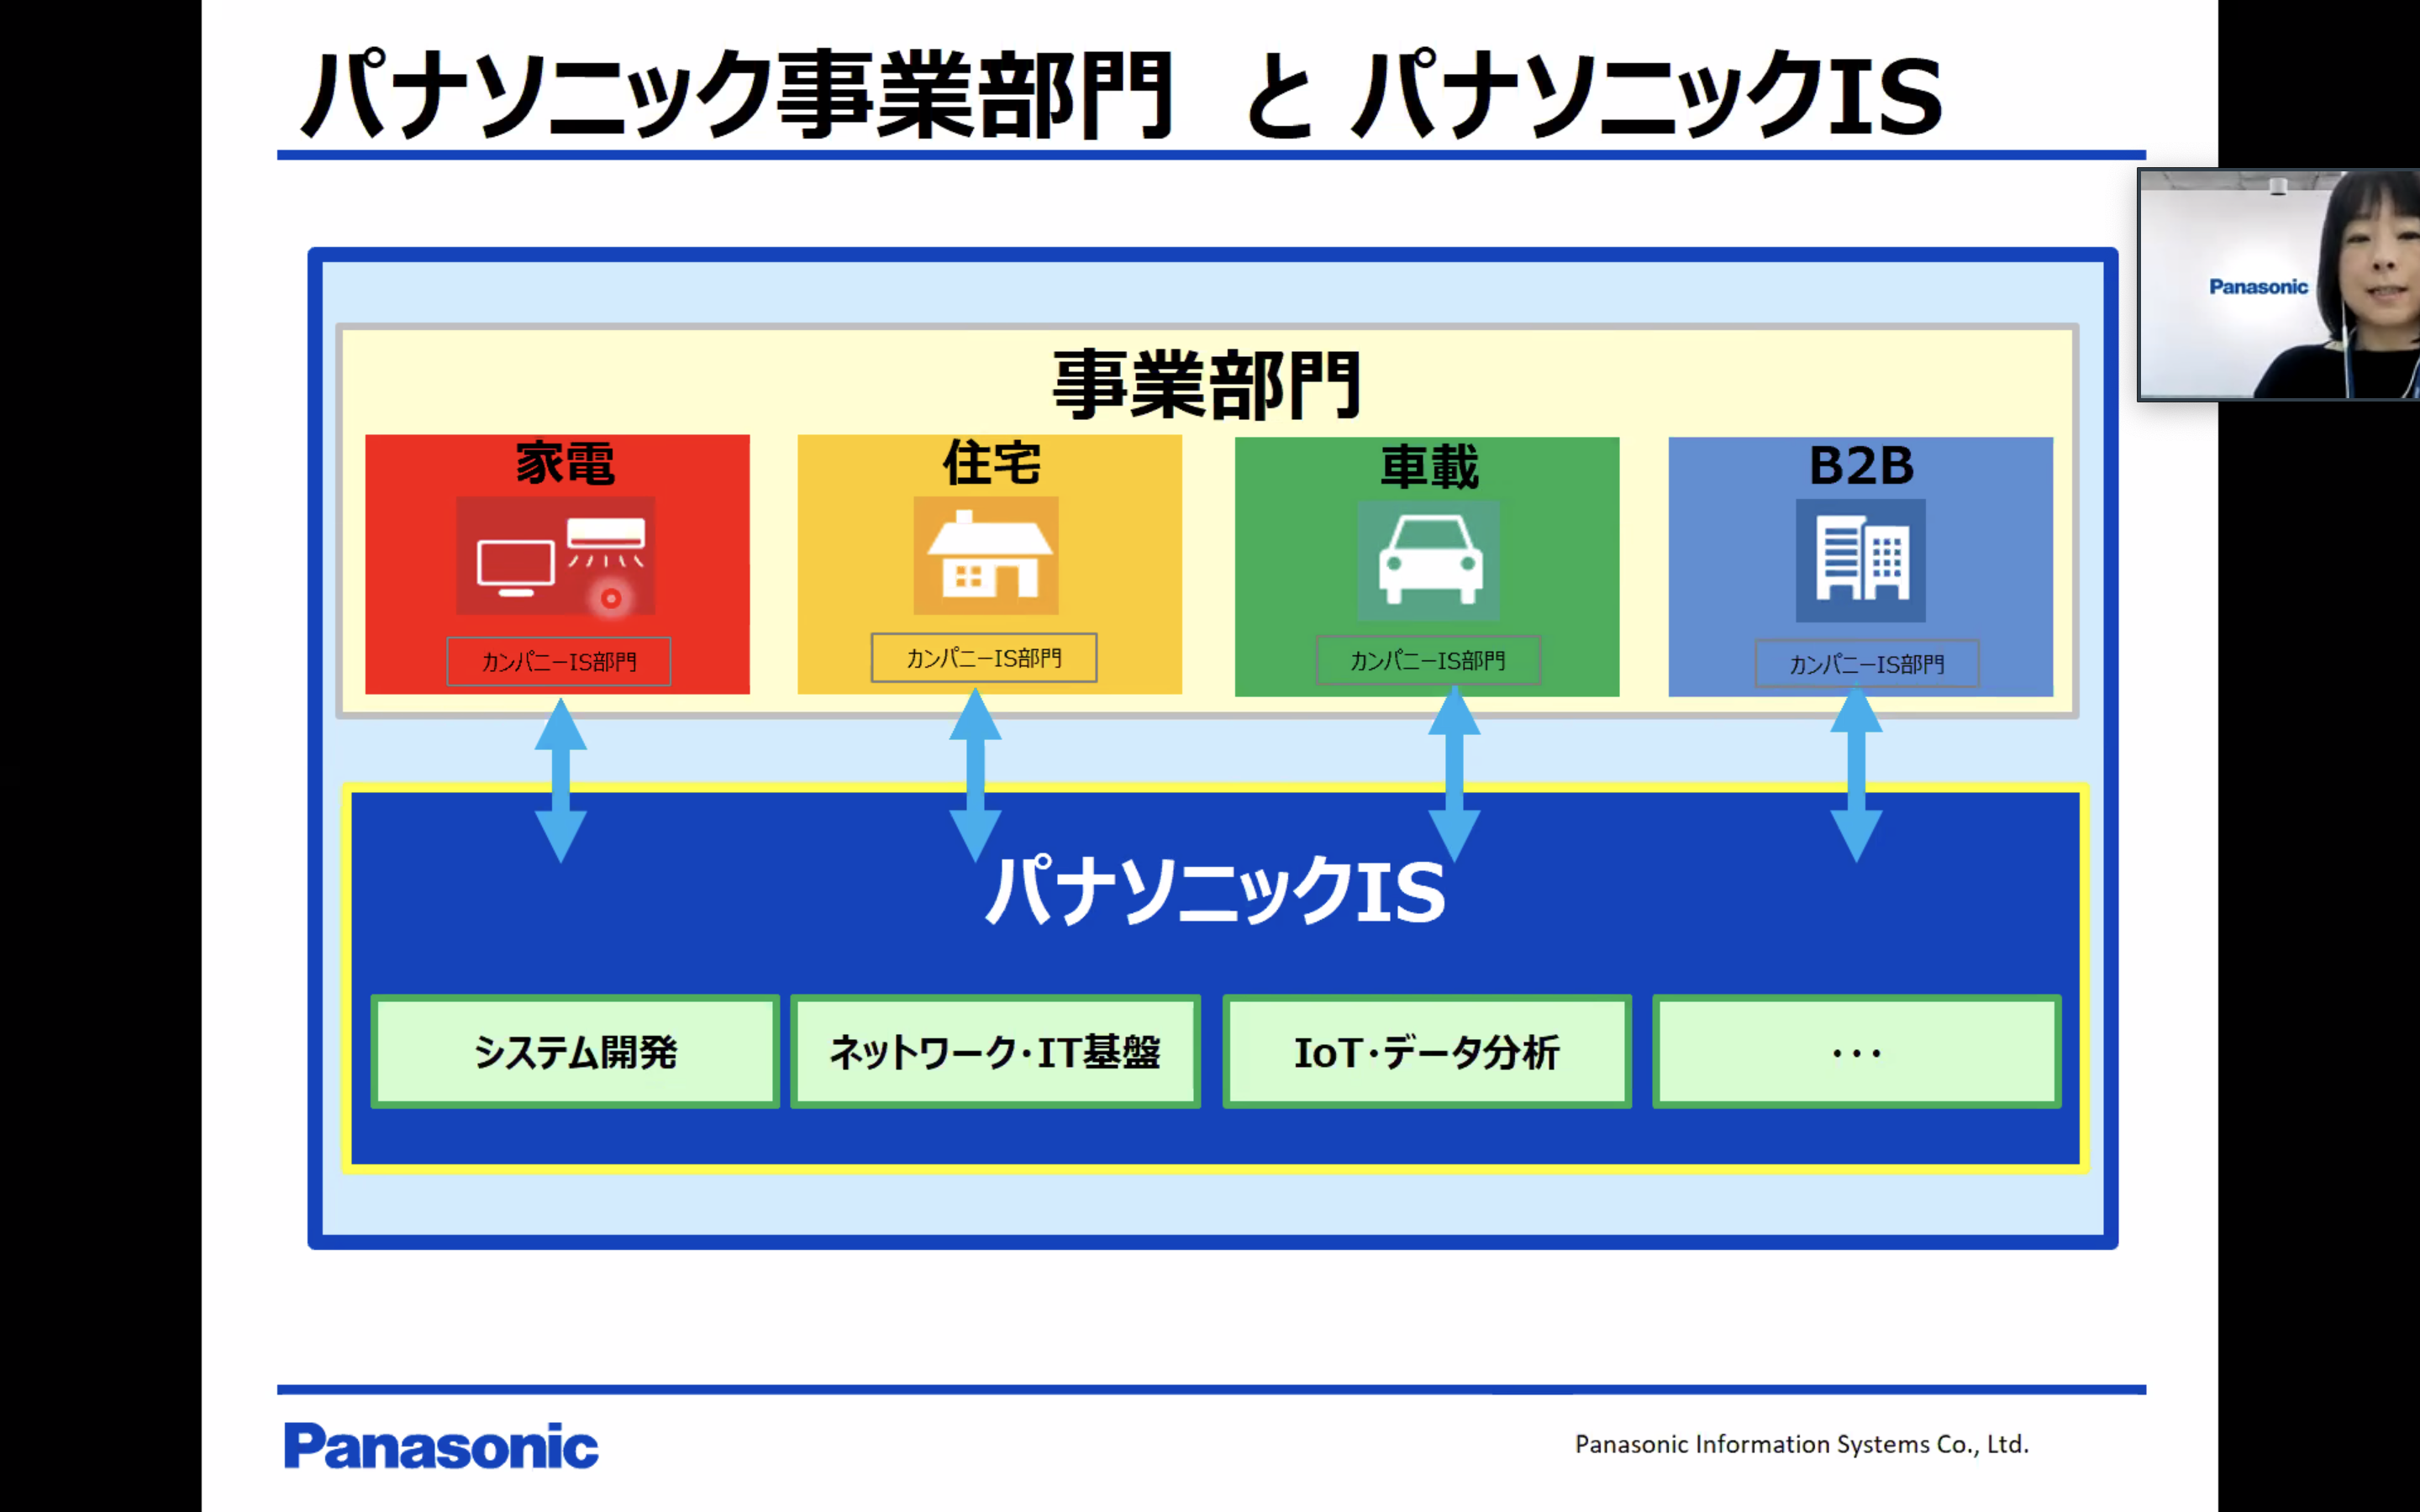 パナソニック事業部門 と パナソニックIS
Panasonic
事業部門
家電
住宅
車載
B2B
カンパニーIS部門
カンパニーIS部門
カンパニーIS部門
カンパニーIS部門
パナソニックIS
システム開発
ネットワーク・IT基盤
IoT・データ分析
・・・
Panasonic
Panasonic Information Systems Co., Ltd.